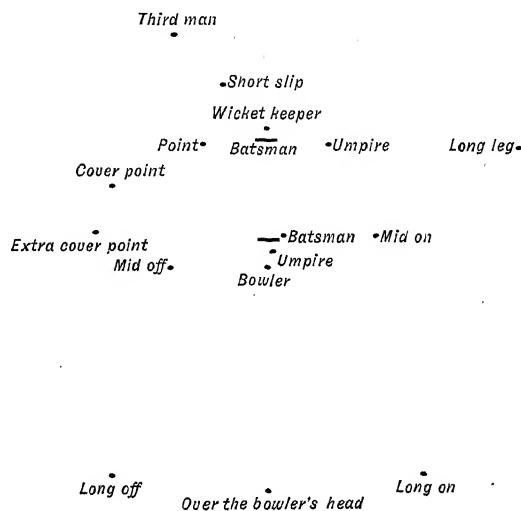 Third man
Short slip
Wicket keeper
Point
Batsman
Umpire
Long leg
Cover point
Batsman
Mid on
Extra cover point
Umpire
Mid off
Bowler
Long off
Long on
Over the bowler's head